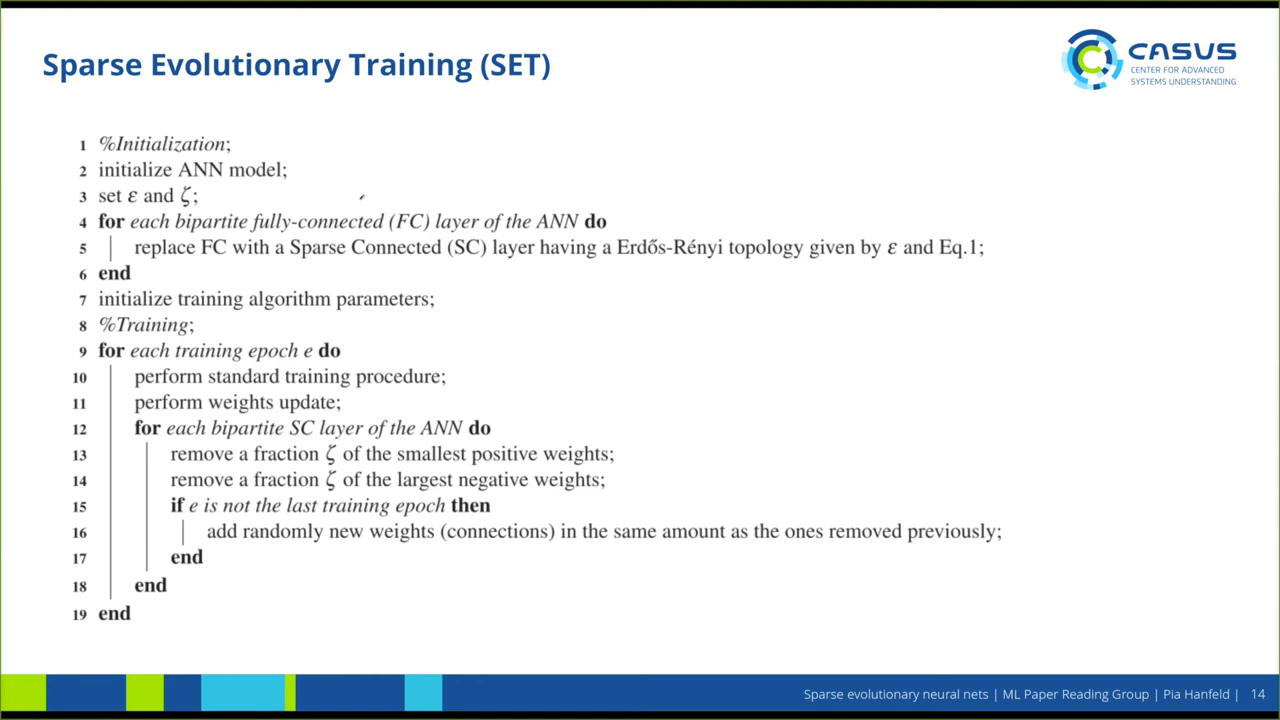 Sparse Evolutionary Training (SET)
CASUS
CENTER FOR ADVANCED
SYSTEMS UNDERSTANDING
1 %Initialization;
2 initialize ANN model;
3 set ε and ζ;
4 for each bipartite fully-connected (FC) layer of the ANN do
5 replace FC with a Sparse Connected (SC) layer having a Erdős-Rényi topology given by ε and Eq.1;
6 end
7 initialize training algorithm parameters;
8 %Training;
9 for each training epoch e do
10 perform standard training procedure;
11 perform weights update;
12 for each bipartite SC layer of the ANN do
13 remove a fraction ζ of the smallest positive weights;
14 remove a fraction ζ of the largest negative weights;
15 if e is not the last training epoch then
16 add randomly new weights (connections) in the same amount as the ones removed previously;
17 end
18 end
19 end
Sparse evolutionary neural nets | ML Paper Reading Group | Pia Hanfeld | 14